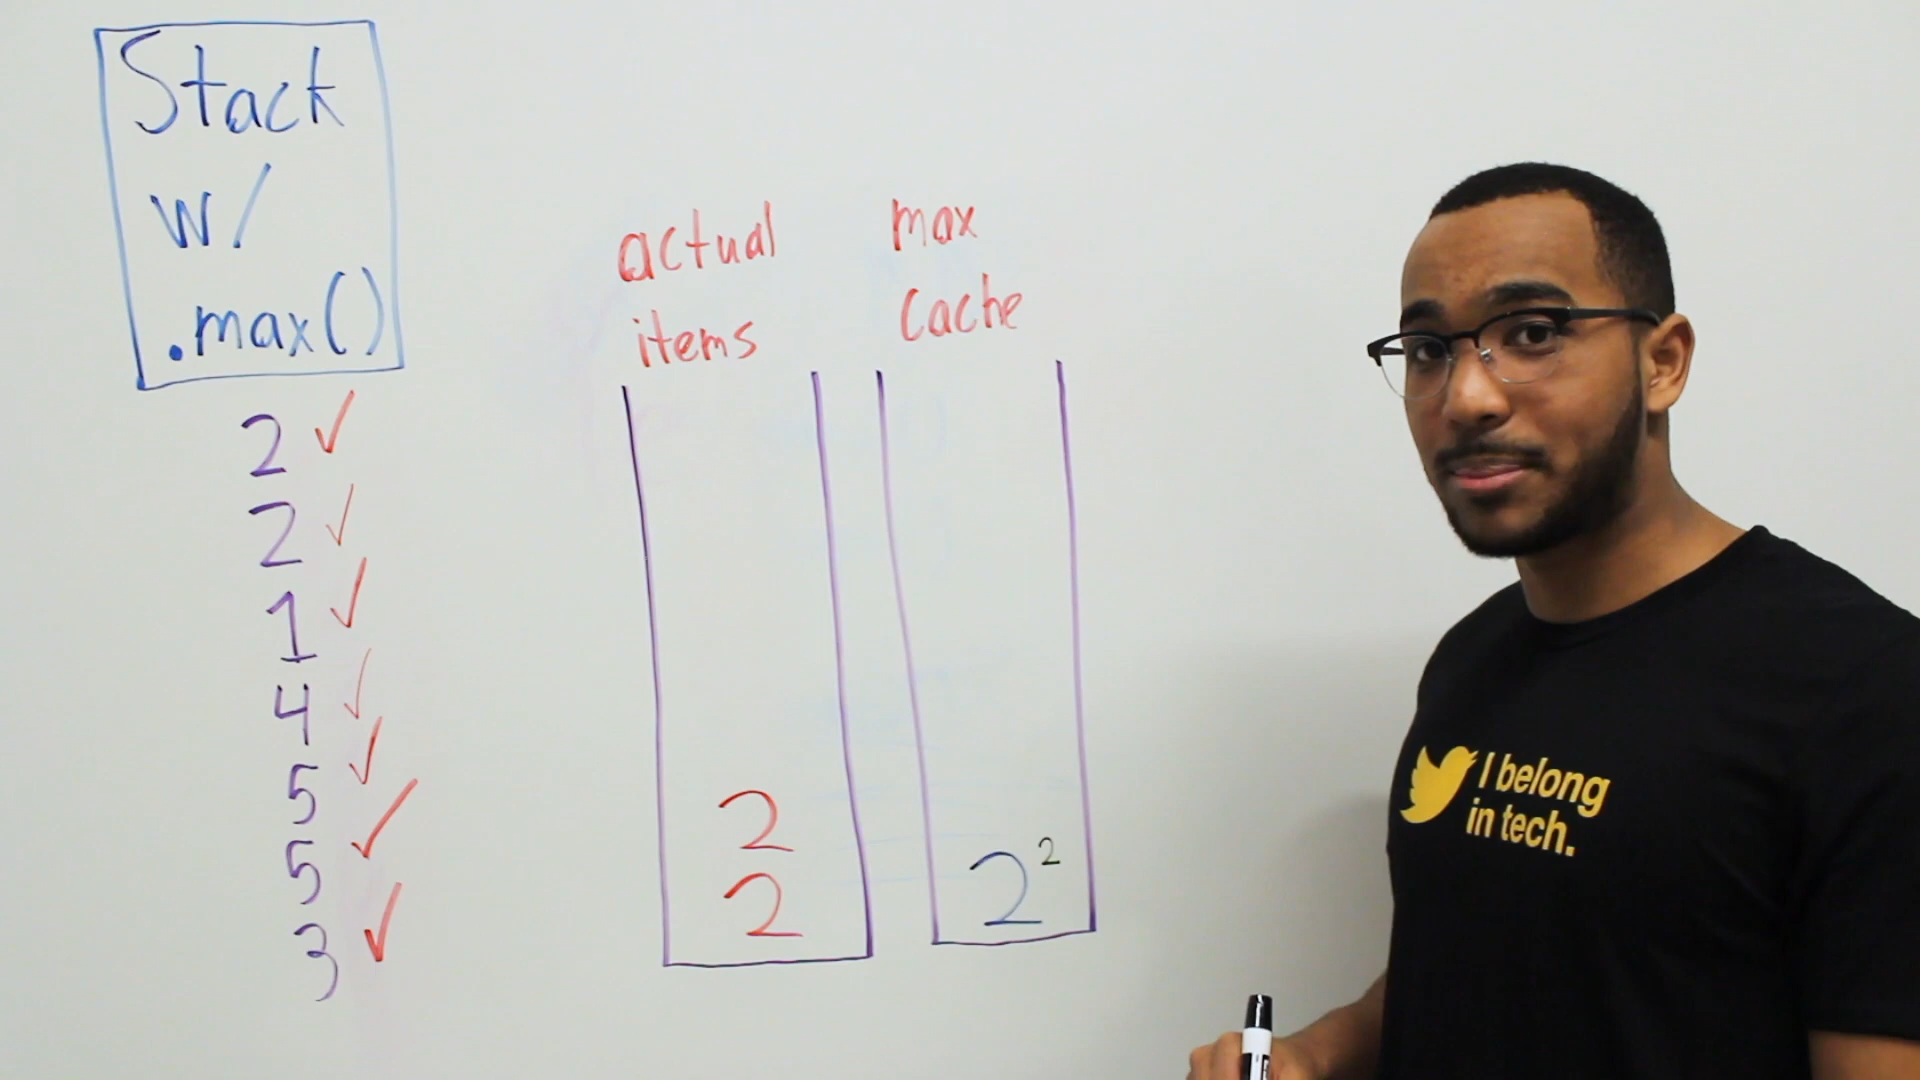 Stack
w/
.max()
2 ✓
2 ✓
1 ✓
4 ✓
5 ✓
5 ✓
3 ✓
actual
items
2
2
max
cache
2²
I belong
in tech.